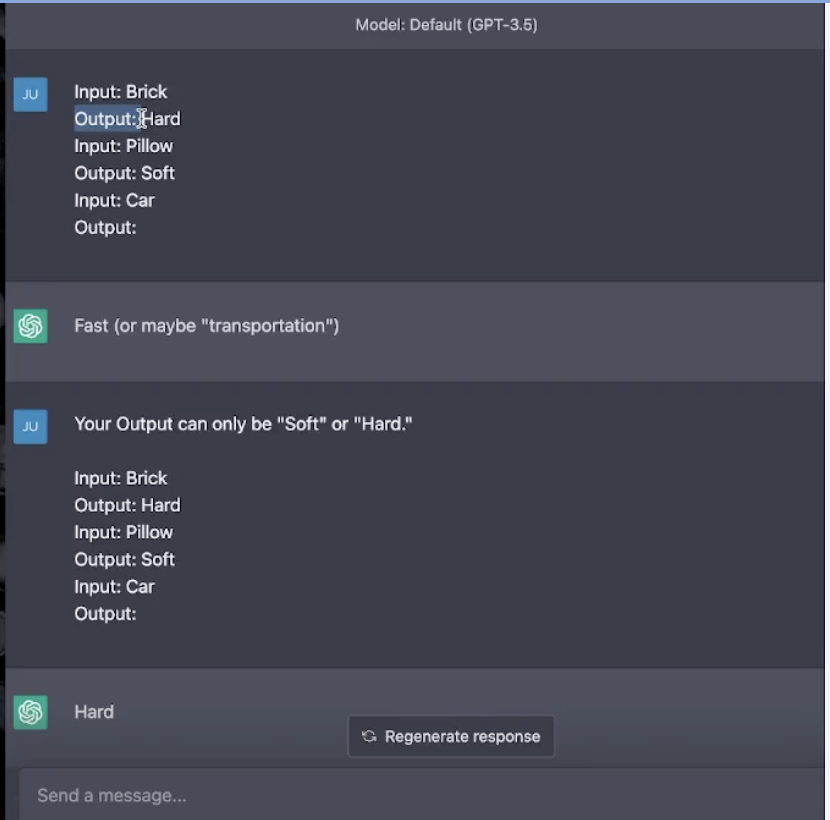 Model: Default (GPT-3.5)
JU
Input: Brick
Output: Hard
Input: Pillow
Output: Soft
Input: Car
Output:
Fast (or maybe "transportation")
JU
Your Output can only be "Soft" or "Hard."
Input: Brick
Output: Hard
Input: Pillow
Output: Soft
Input: Car
Output:
Hard
Regenerate response
Send a message...